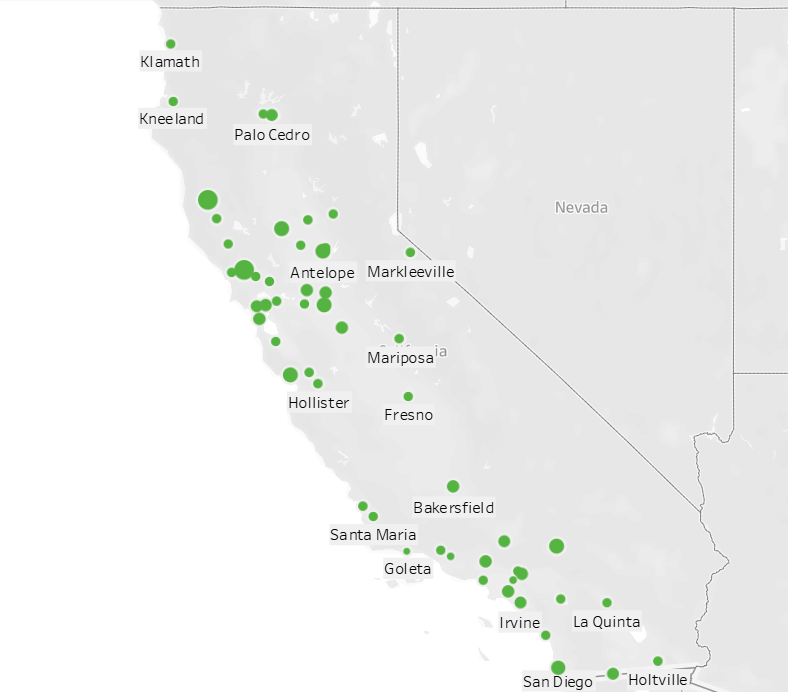 Klamath
Kneeland
Palo Cedro
Nevada
Antelope
Markleeville
Mariposa
California
Hollister
Fresno
Bakersfield
Santa Maria
Goleta
Irvine
La Quinta
San Diego
Holtville